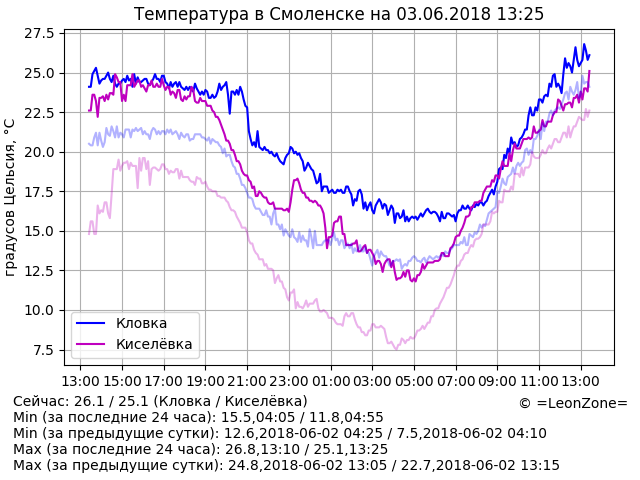 Температура в Смоленске на 03.06.2018 13:25
градусов Цельсия, °C
27.5
25.0
22.5
20.0
17.5
15.0
12.5
10.0
7.5
Кловка
Киселёвка
13:00 15:00 17:00 19:00 21:00 23:00 01:00 03:00 05:00 07:00 09:00 11:00 13:00
Сейчас: 26.1 / 25.1 (Кловка / Киселёвка)
© =LeonZone=
Min (за последние 24 часа): 15.5,04:05 / 11.8,04:55
Min (за предыдущие сутки): 12.6,2018-06-02 04:25 / 7.5,2018-06-02 04:10
Max (за последние 24 часа): 26.8,13:10 / 25.1,13:25
Max (за предыдущие сутки): 24.8,2018-06-02 13:05 / 22.7,2018-06-02 13:15